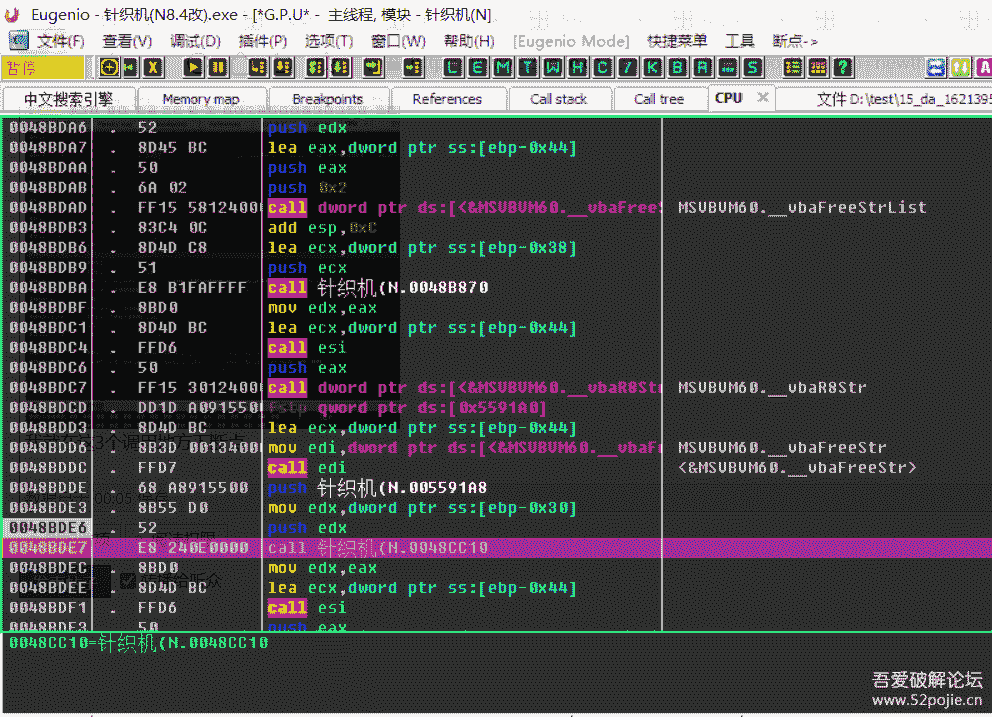 Eugenio - 针织机(N8.4改).exe - [*G.P.U* - 主线程, 模块 - 针织机(N]
文件(F) 查看(V) 调试(D) 插件(P) 选项(T) 窗口(W) 帮助(H) [Eugenio Mode] 快捷菜单 工具 断点->
暂停 L E M T W H C / K B R ... S ?
中文搜索引擎 Memory map Breakpoints References Call stack Call tree CPU 文件 D:\test\15_da_1621395
0048BDA6 . 52 push edx
0048BDA7 . 8D45 BC lea eax,dword ptr ss:[ebp-0x44]
0048BDAA . 50 push eax
0048BDAB . 6A 02 push 0x2
0048BDAD . FF15 5812400 call dword ptr ds:[<&MSVBVM60.__vbaFreeS MSVBVM60.__vbaFreeStrList
0048BDB3 . 83C4 0C add esp,0xC
0048BDB6 . 8D4D C8 lea ecx,dword ptr ss:[ebp-0x38]
0048BDB9 . 51 push ecx
0048BDBA . E8 B1FAFFFF call 针织机(N.0048B870
0048BDBF . 8BD0 mov edx,eax
0048BDC1 . 8D4D BC lea ecx,dword ptr ss:[ebp-0x44]
0048BDC4 . FFD6 call esi
0048BDC6 . 50 push eax
0048BDC7 . FF15 3012400 call dword ptr ds:[<&MSVBVM60.__vbaR8Str MSVBVM60.__vbaR8Str
0048BDCD . DD1D A091550 fstp qword ptr ds:[0x5591A0]
0048BDD3 . 8D4D BC lea ecx,dword ptr ss:[ebp-0x44]
0048BDD6 . 8B3D 0013400 mov edi,dword ptr ds:[<&MSVBVM60.__vbaF MSVBVM60.__vbaFreeStr
0048BDDC . FFD7 call edi <&MSVBVM60.__vbaFreeStr>
0048BDDE . 68 A8915500 push 针织机(N.005591A8
0048BDE3 . 8B55 D0 mov edx,dword ptr ss:[ebp-0x30]
0048BDE6 . 52 push edx
0048BDE7 . E8 240E0000 call 针织机(N.0048CC10
0048BDEC . 8BD0 mov edx,eax
0048BDEE . 8D4D BC lea ecx,dword ptr ss:[ebp-0x44]
0048BDF1 . FFD6 call esi
0048BDF3 . 50 push eax
0048CC10=针织机(N.0048CC10
吾爱破解论坛
www.52pojie.cn